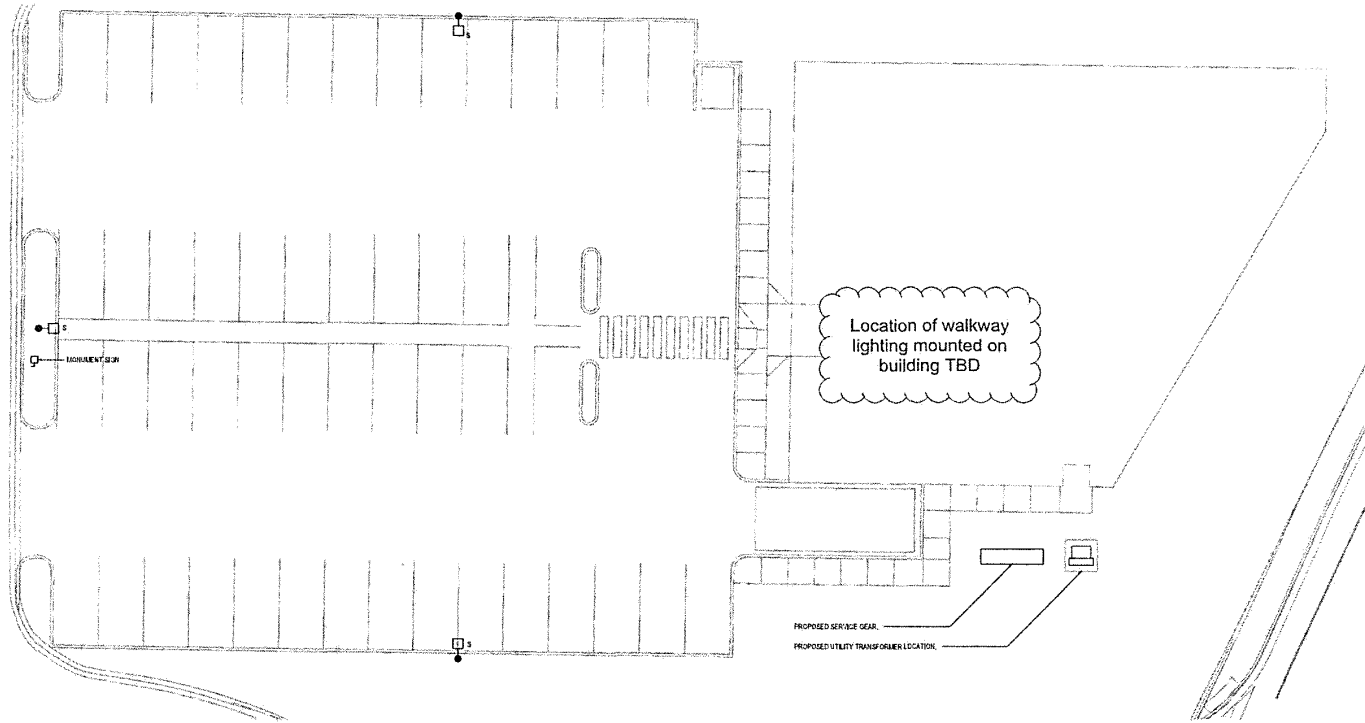 S
S
MONUMENT SIGN
Location of walkway
lighting mounted on
building TBD
PROPOSED SERVICE GEAR.
S
PROPOSED UTILITY TRANSFORMER LOCATION.